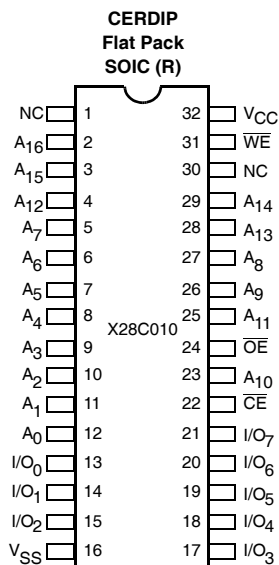 CERDIP
Flat Pack
SOIC (R)
NC 1 32 VCC
A16 2 31 WE
A15 3 30 NC
A12 4 29 A14
A7 5 28 A13
A6 6 27 A8
A5 7 26 A9
A4 8 25 A11
X28C010
A3 9 24 OE
A2 10 23 A10
A1 11 22 CE
A0 12 21 I/O7
I/O0 13 20 I/O6
I/O1 14 19 I/O5
I/O2 15 18 I/O4
VSS 16 17 I/O3